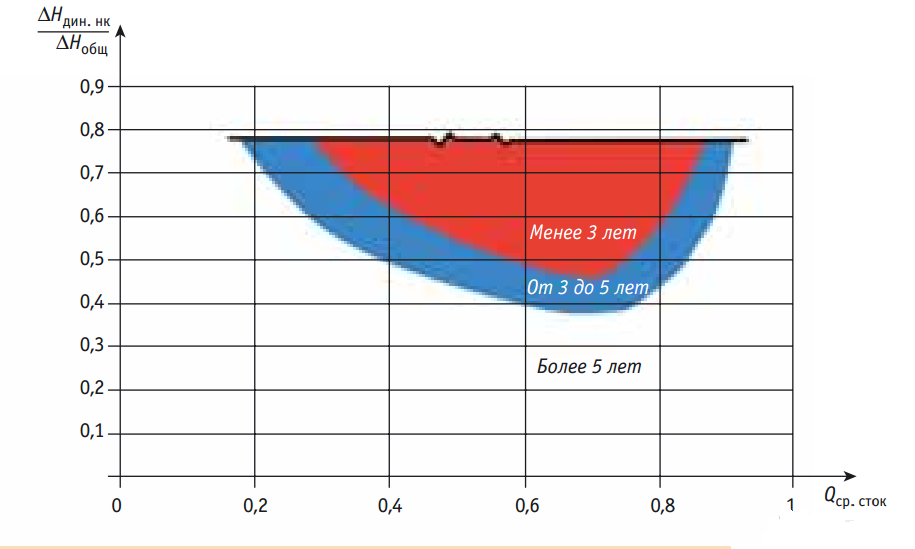 ΔHдин. нк
ΔHобщ
0,9
0,8
0,7
0,6
0,5
0,4
0,3
0,2
0,1
Менее 3 лет
От 3 до 5 лет
Более 5 лет
0 0,2 0,4 0,6 0,8 1 Qср. сток